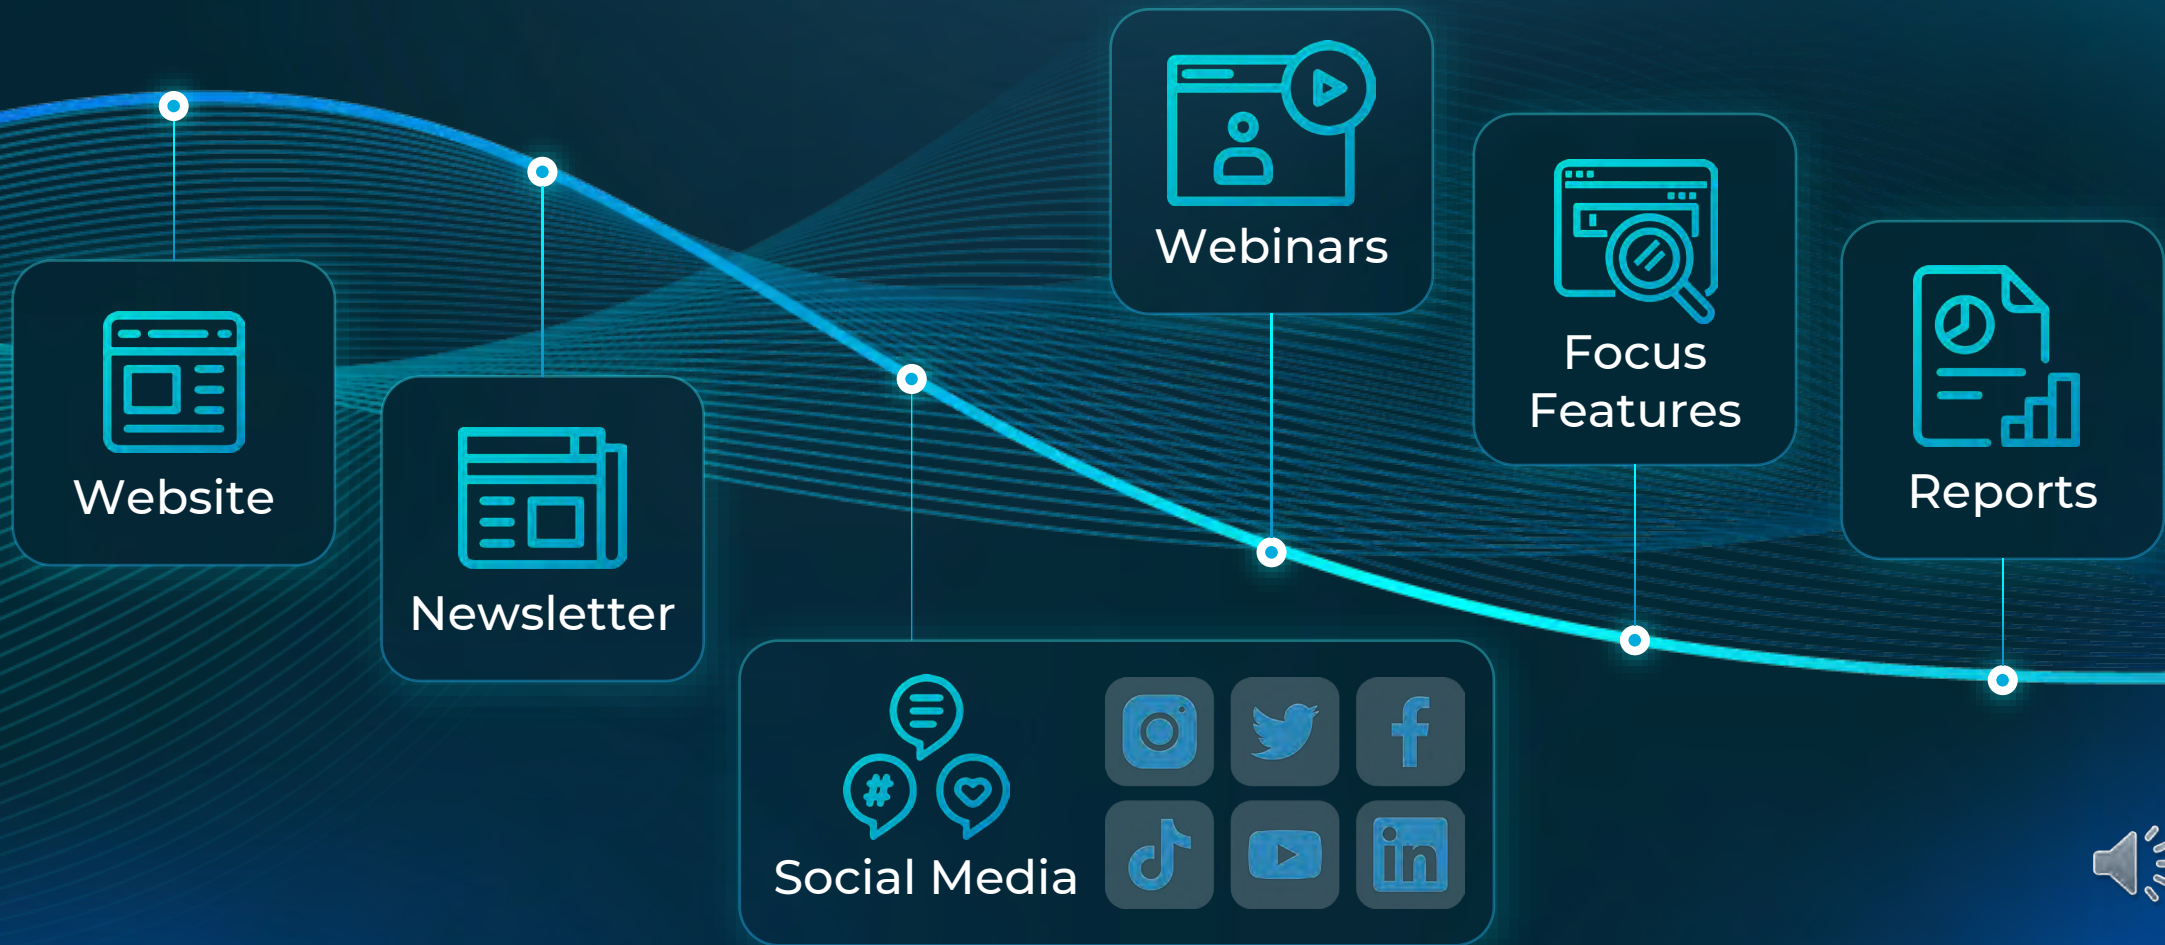 Website
Newsletter
Social Media
Webinars
Focus
Features
Reports